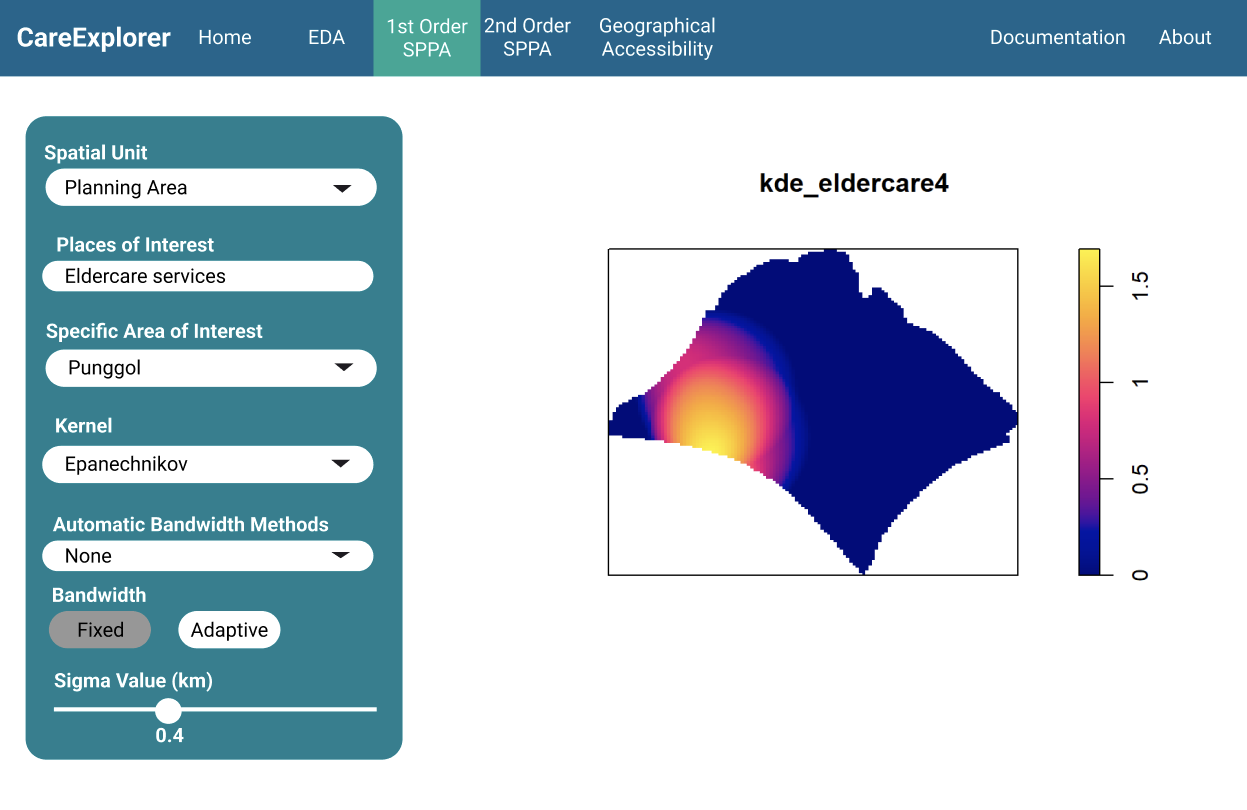 CareExplorer
Home
EDA
1st Order
SPPA
2nd Order
SPPA
Geographical
Accessibility
Documentation
About
Spatial Unit
Planning Area
Places of Interest
Eldercare services
Specific Area of Interest
Punggol
Kernel
Epanechnikov
Automatic Bandwidth Methods
None
Bandwidth
Fixed
Adaptive
Sigma Value (km)
0.4
kde_eldercare4
1.5
1
0.5
0